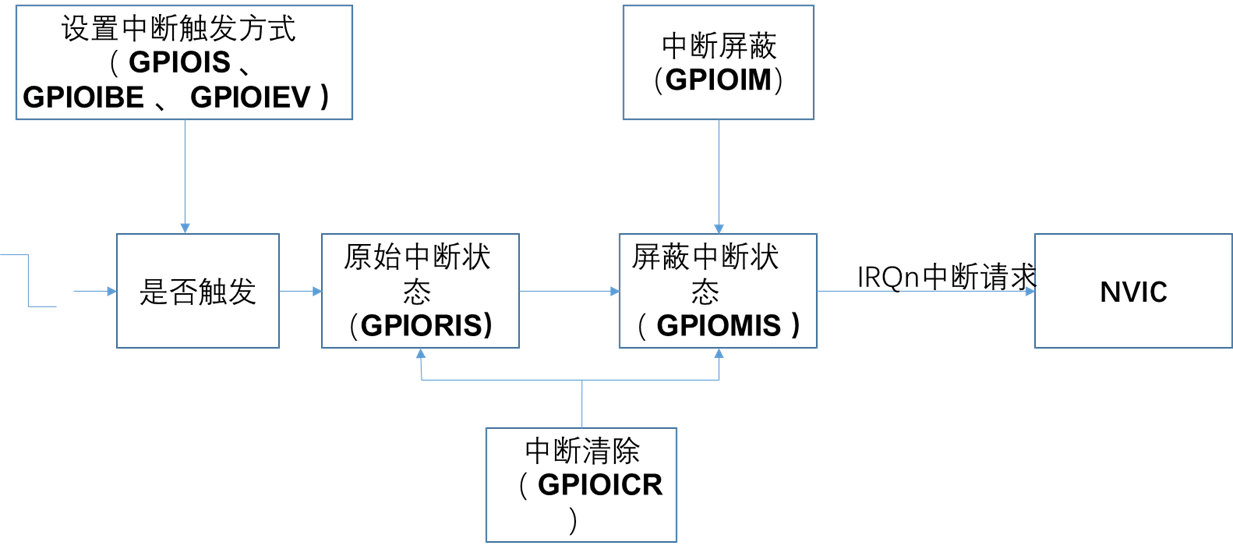 设置中断触发方式
（GPIOIS、
GPIOIBE、GPIOIEV）
中断屏蔽
（GPIOIM）
是否触发
原始中断状
态
（GPIORIS）
屏蔽中断状
态
（GPIOMIS）
IRQn中断请求
NVIC
中断清除
（GPIOICR
）